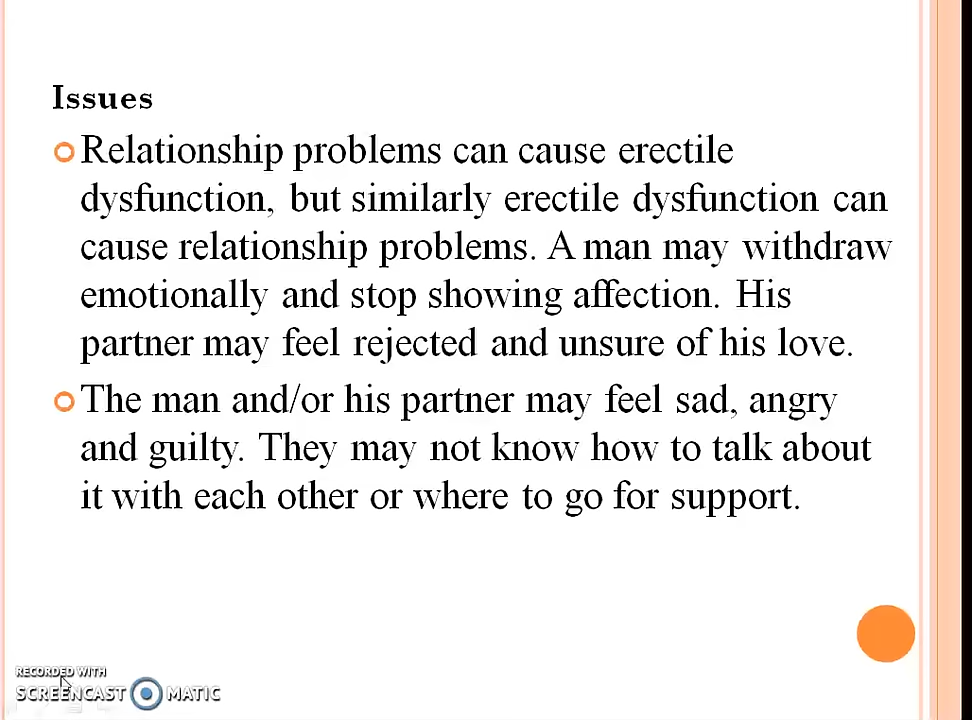 Issues
Relationship problems can cause erectile
dysfunction, but similarly erectile dysfunction can
cause relationship problems. A man may withdraw
emotionally and stop showing affection. His
partner may feel rejected and unsure of his love.
The man and/or his partner may feel sad, angry
and guilty. They may not know how to talk about
it with each other or where to go for support.
RECORDED WITH
SCREENCAST MATIC